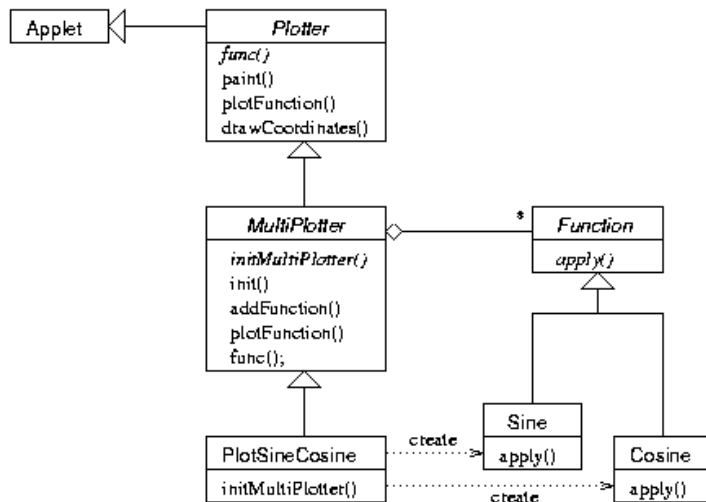 Applet
Plotter
func()
paint()
plotFunction()
drawCoordinates()
MultiPlotter
*
Function
initMultiPlotter()
apply()
init()
addFunction()
plotFunction()
func();
Sine
PlotSineCosine
create
apply()
Cosine
initMultiPlotter()
create
apply()